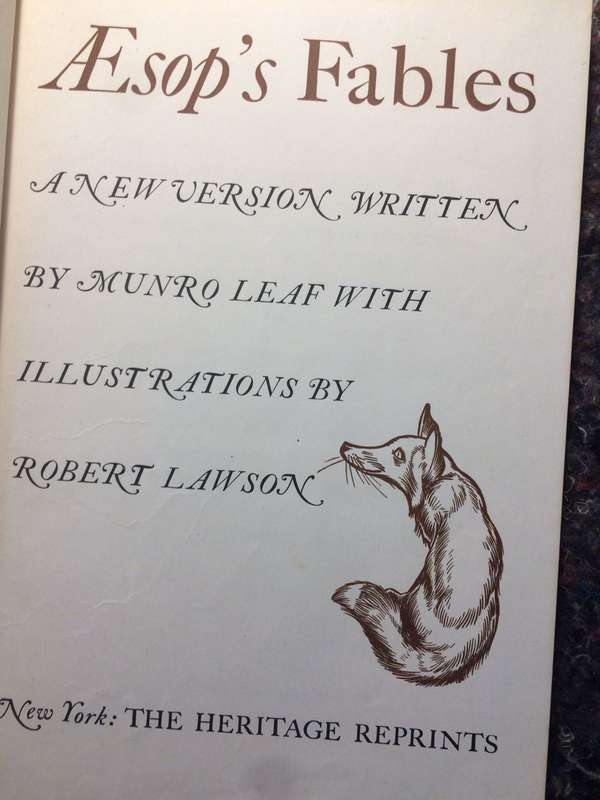 Æsop's Fables
A NEW VERSION WRITTEN
BY MUNRO LEAF WITH
ILLUSTRATIONS BY
ROBERT LAWSON
New York: THE HERITAGE REPRINTS